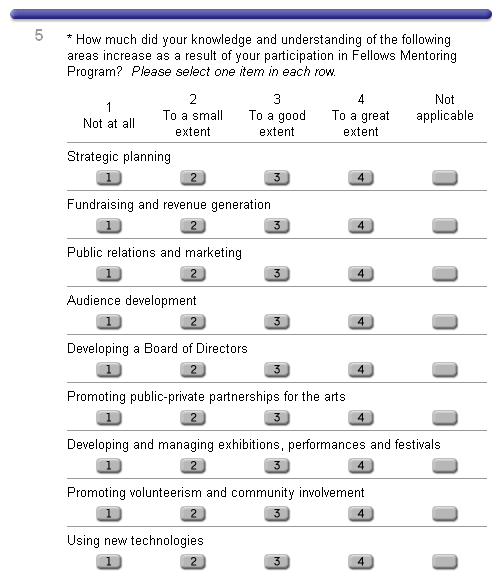 5
* How much did your knowledge and understanding of the following
areas increase as a result of your participation in Fellows Mentoring
Program? Please select one item in each row.
1
Not at all
2
To a small
extent
3
To a good
extent
4
To a great
extent
Not
applicable
Strategic planning
1 2 3 4
Fundraising and revenue generation
1 2 3 4
Public relations and marketing
1 2 3 4
Audience development
1 2 3 4
Developing a Board of Directors
1 2 3 4
Promoting public-private partnerships for the arts
1 2 3 4
Developing and managing exhibitions, performances and festivals
1 2 3 4
Promoting volunteerism and community involvement
1 2 3 4
Using new technologies
1 2 3 4